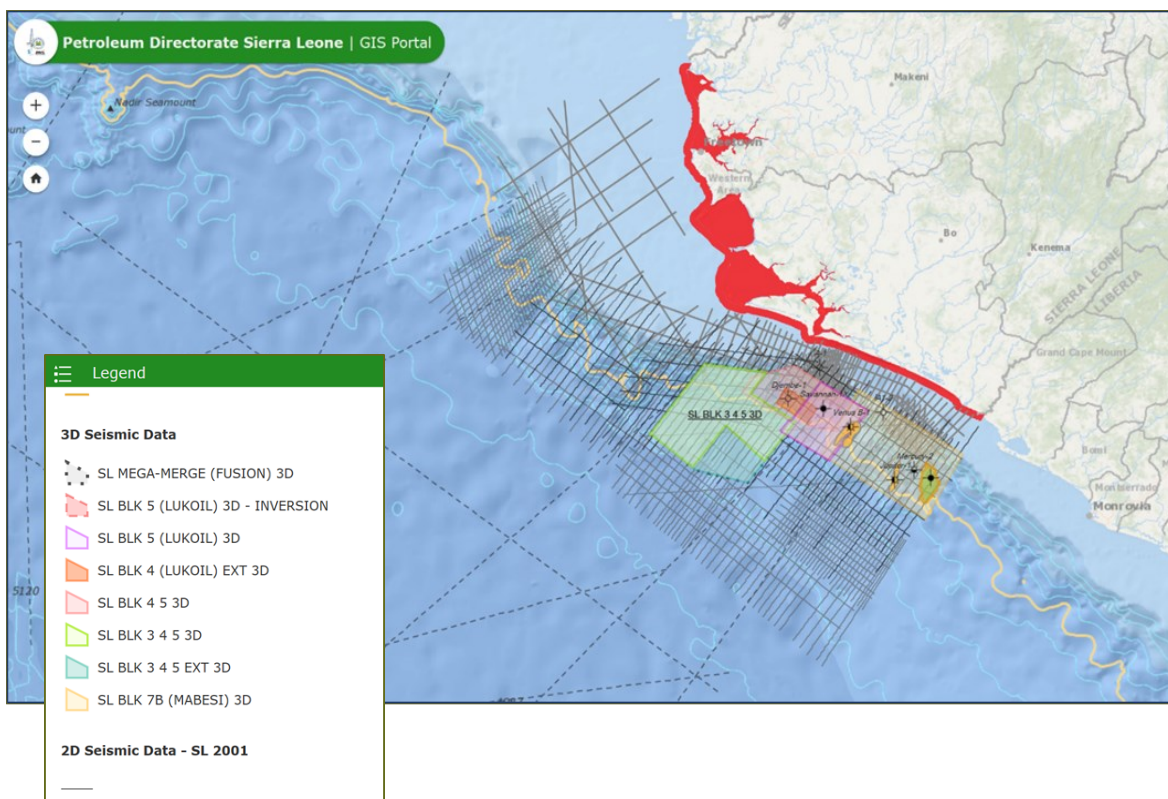 Petroleum Directorate Sierra Leone | GIS Portal
Nadir Seamount
Makeni
Freetown
Western
Area
Bo
Kenema
SIERRA LEONE
LIBERIA
Grand Cape Mount
Djembe-1
Savannah-1
Venus B-1
SL BLK 3 4 5 3D
Mercury-2
Jupiter-1
Bomi
Montserrado
Monrovia
5120
Legend
3D Seismic Data
SL MEGA-MERGE (FUSION) 3D
SL BLK 5 (LUKOIL) 3D - INVERSION
SL BLK 5 (LUKOIL) 3D
SL BLK 4 (LUKOIL) EXT 3D
SL BLK 4 5 3D
SL BLK 3 4 5 3D
SL BLK 3 4 5 EXT 3D
SL BLK 7B (MABESI) 3D
2D Seismic Data - SL 2001